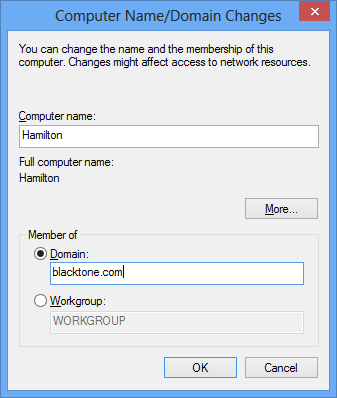 Computer Name/Domain Changes
You can change the name and the membership of this
computer. Changes might affect access to network resources.
Computer name:
Hamilton
Full computer name:
Hamilton
More...
Member of
Domain:
blacktone.com
Workgroup:
WORKGROUP
OK Cancel